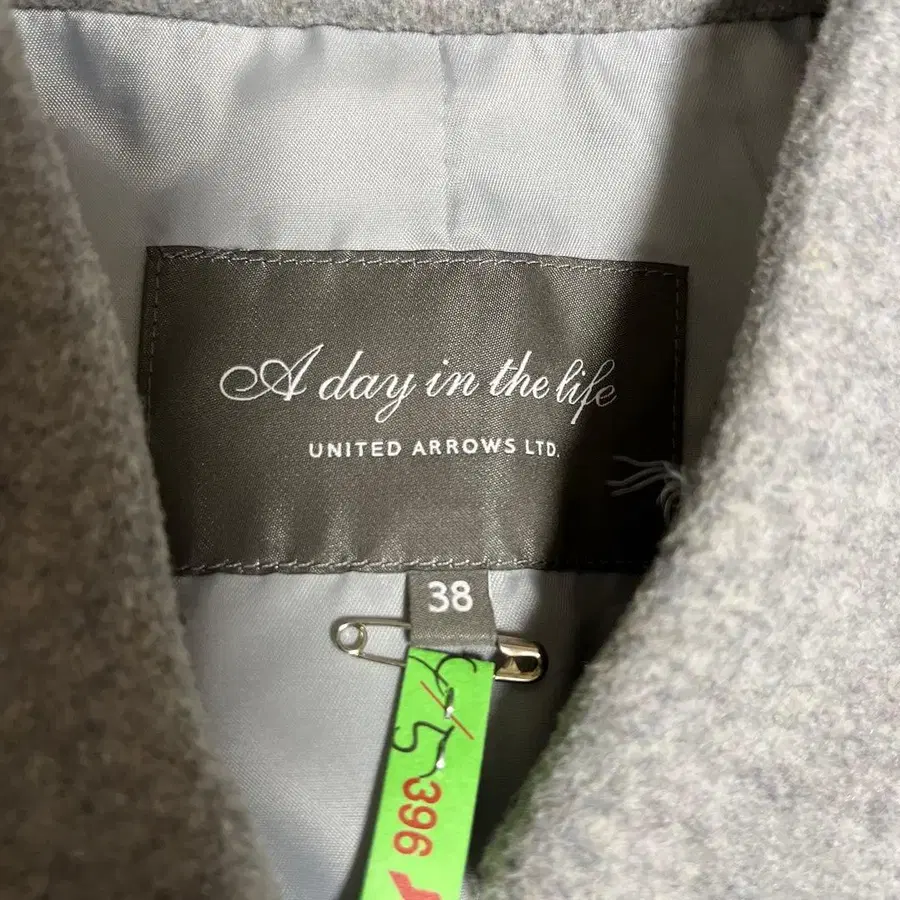 A day in the life
UNITED ARROWS LTD.
38
396